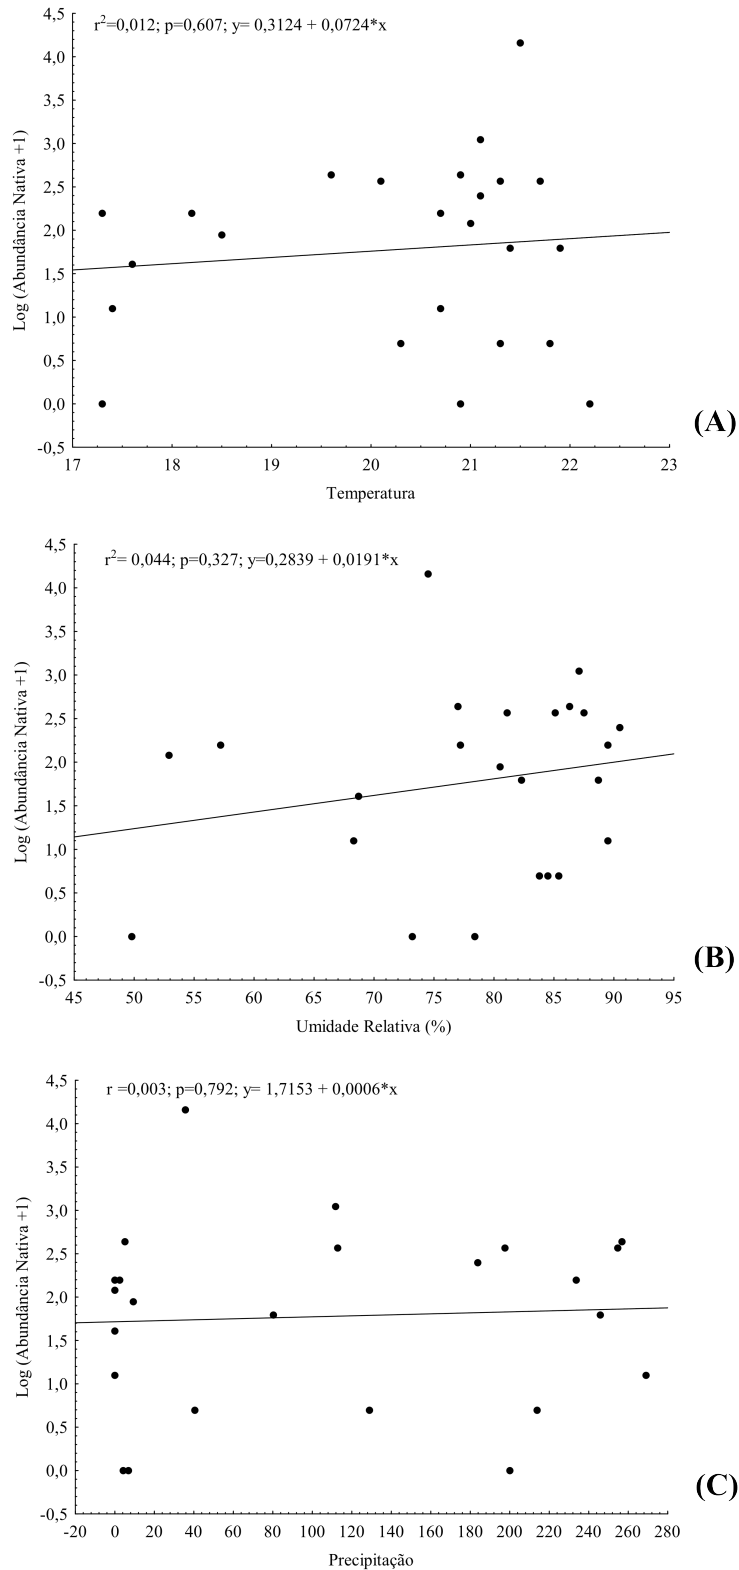 r²=0,012; p=0,607; y= 0,3124 + 0,0724*x
4,5
4,0
3,5
3,0
2,5
2,0
1,5
1,0
0,5
0,0
-0,5
Log (Abundância Nativa +1)
17 18 19 20 21 22 23
Temperatura
(A)
r²= 0,044; p=0,327; y=0,2839 + 0,0191*x
4,5
4,0
3,5
3,0
2,5
2,0
1,5
1,0
0,5
0,0
-0,5
Log (Abundância Nativa +1)
45 50 55 60 65 70 75 80 85 90 95
Umidade Relativa (%)
(B)
r =0,003; p=0,792; y= 1,7153 + 0,0006*x
4,5
4,0
3,5
3,0
2,5
2,0
1,5
1,0
0,5
0,0
-0,5
Log (Abundância Nativa +1)
-20 0 20 40 60 80 100 120 140 160 180 200 220 240 260 280
Precipitação
(C)